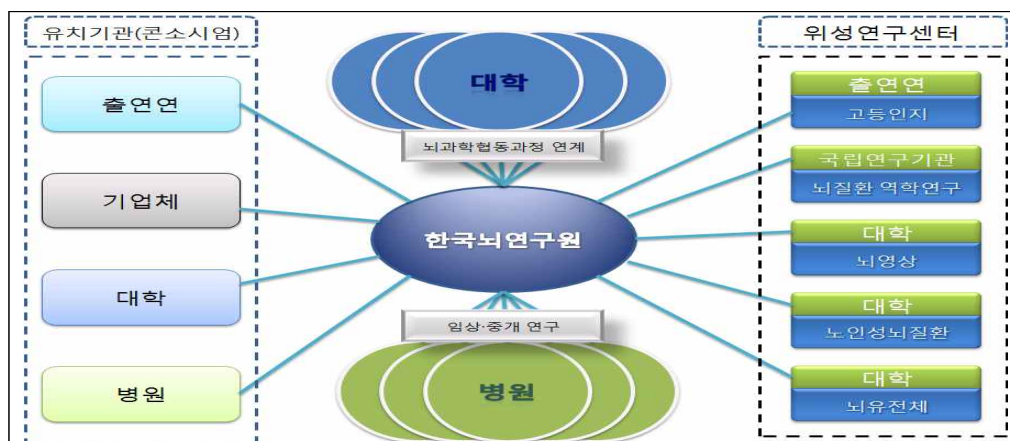 유치기관(콘소시엄)
출연연
기업체
대학
병원
대학
뇌과학협동과정 연계
한국뇌연구원
임상·중개 연구
병원
위성연구센터
출연연
고등인지
국립연구기관
뇌질환 역학연구
대학
뇌영상
대학
노인성뇌질환
대학
뇌유전체